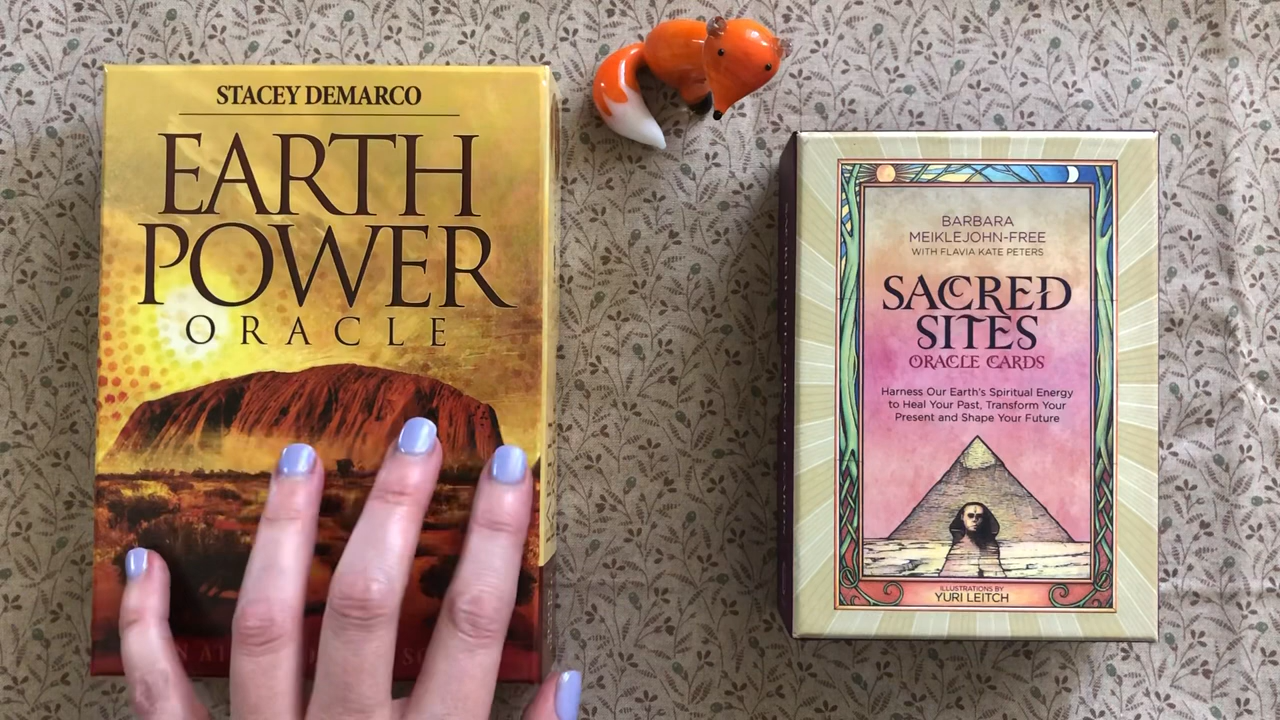 STACEY DEMARCO
EARTH
POWER
ORACLE
BARBARA
MEIKLEJOHN-FREE
WITH FLAVIA KATE PETERS
SACRED
SITES
ORACLE CARDS
Harness Our Earth's Spiritual Energy
to Heal Your Past, Transform Your
Present and Shape Your Future
ILLUSTRATIONS BY
YURI LEITCH